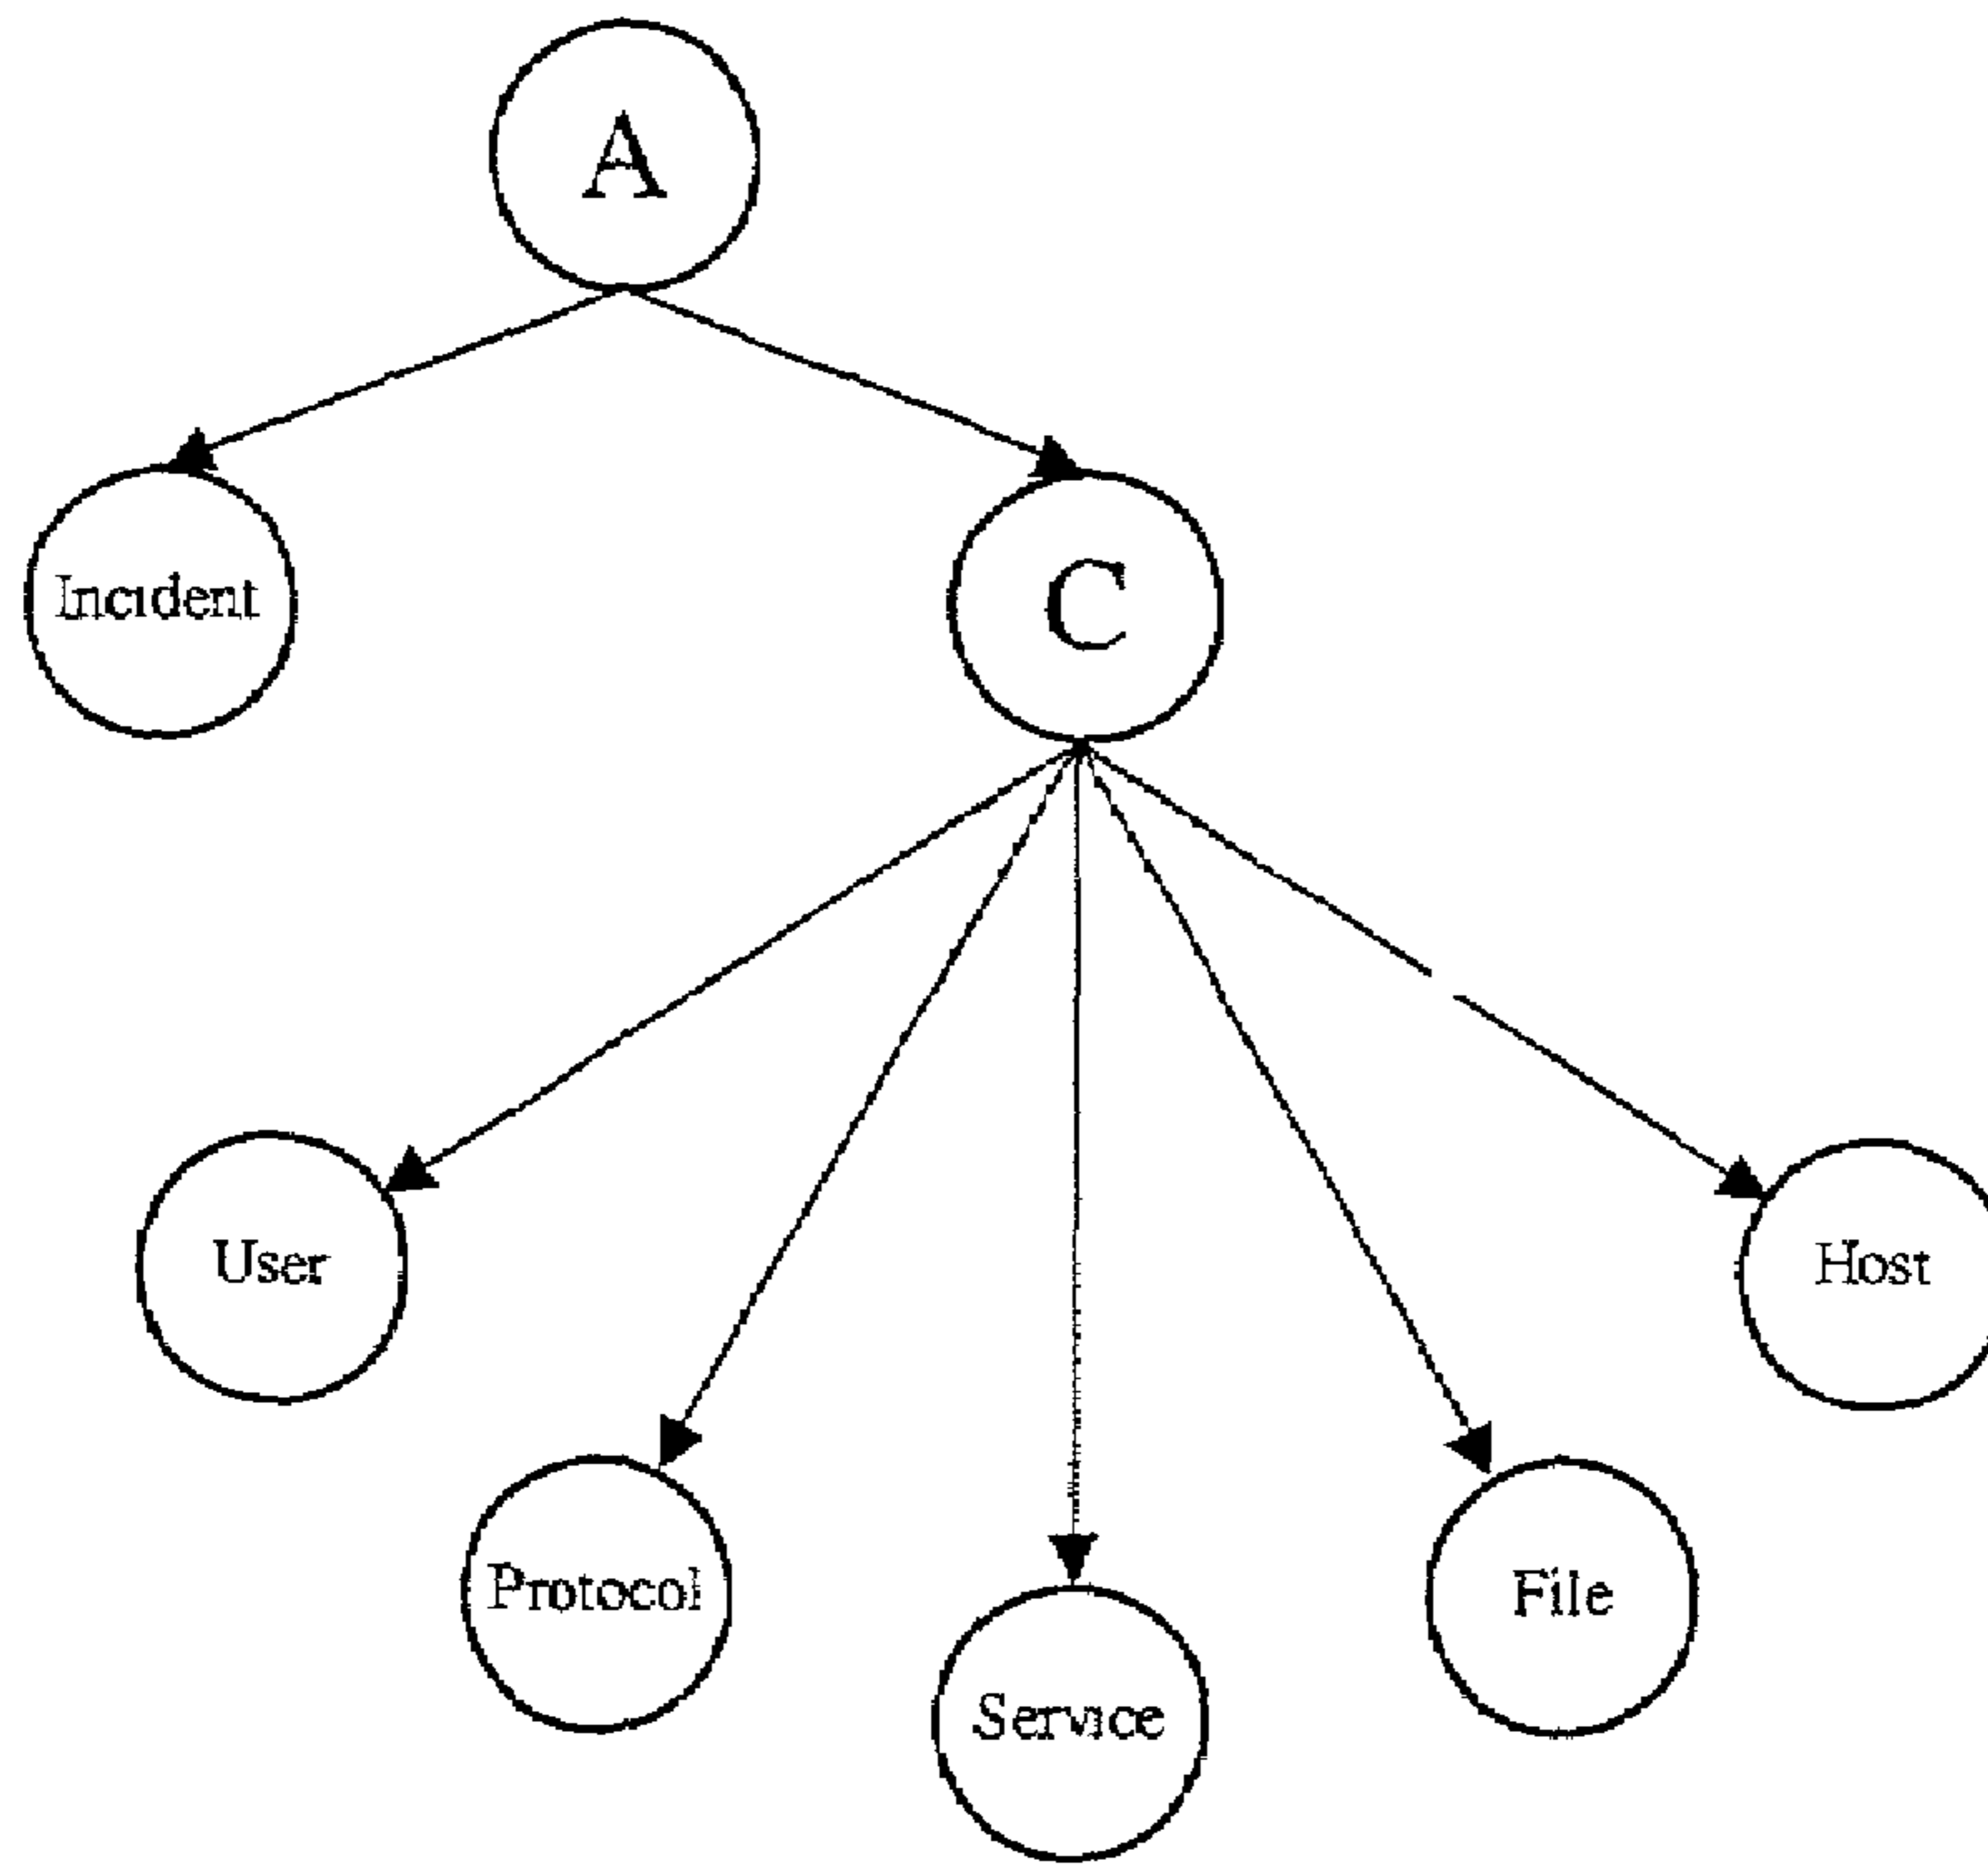 A
Incident
C
User
Host
Protocol
File
Service